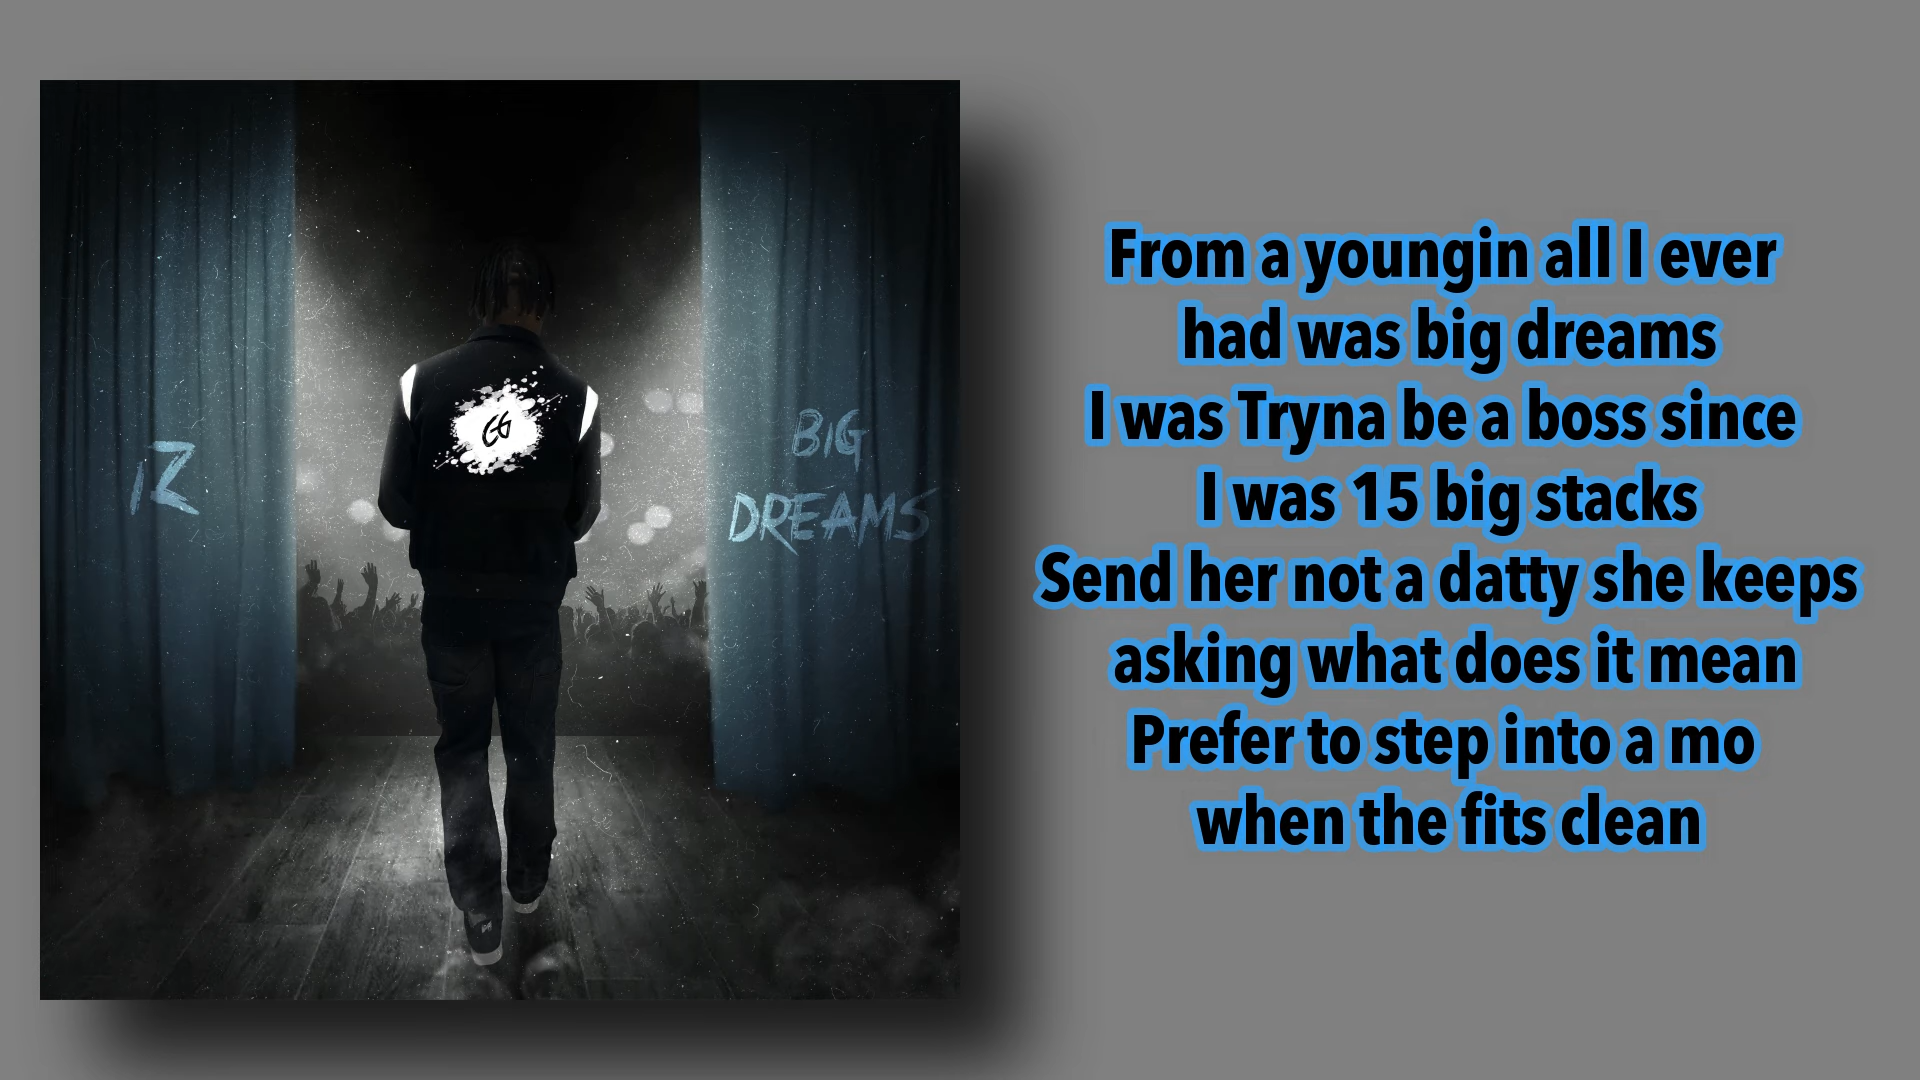 IZ
BIG
DREAMS
CG
From a youngin all I ever
had was big dreams
I was Tryna be a boss since
I was 15 big stacks
Send her not a datty she keeps
asking what does it mean
Prefer to step into a mo
when the fits clean